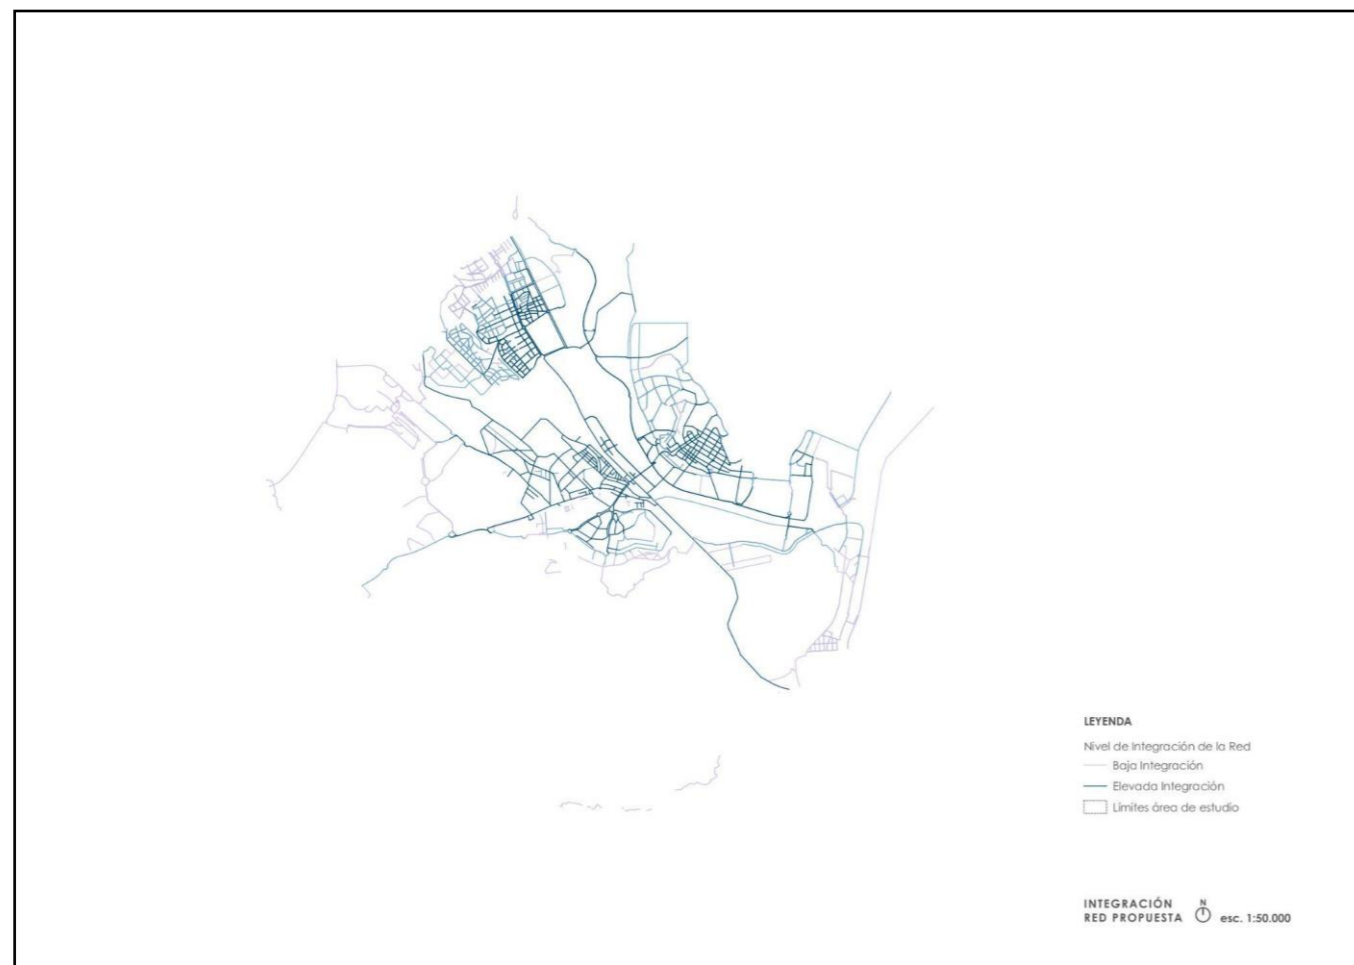 LEYENDA
Nivel de Integración de la Red
Baja Integración
Elevada Integración
Límites área de estudio
INTEGRACIÓN
RED PROPUESTA
N
esc. 1:50.000